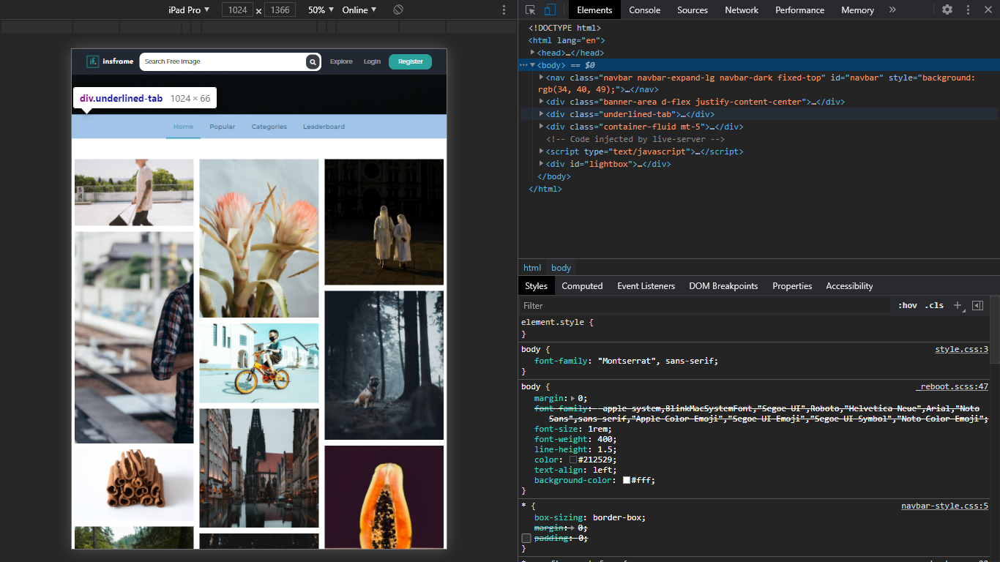 iPad Pro ▼ 1024 × 1366 50% ▼ Online ▼
Elements Console Sources Network Performance Memory »
if. insframe Search Free Image Explore Login Register
div.underlined-tab 1024 × 66
Home Popular Categories Leaderboard
<!DOCTYPE html>
<html lang="en">
<head>…</head>
<body> == $0
<nav class="navbar navbar-expand-lg navbar-dark fixed-top" id="navbar" style="background:
rgb(34, 40, 49);">…</nav>
<div class="banner-area d-flex justify-content-center">…</div>
<div class="underlined-tab">…</div>
<div class="container-fluid mt-5">…</div>
<!-- Code injected by live-server -->
<script type="text/javascript">…</script>
<div id="lightbox">…</div>
</body>
</html>
html body
Styles Computed Event Listeners DOM Breakpoints Properties Accessibility
Filter :hov .cls +
element.style {
}
body { style.css:3
font-family: "Montserrat", sans-serif;
}
body { _reboot.scss:47
margin: 0;
font-family: -apple-system,BlinkMacSystemFont,"Segoe UI",Roboto,"Helvetica Neue",Arial,"Noto
Sans",sans-serif,"Apple Color Emoji","Segoe UI Emoji","Segoe UI Symbol","Noto Color Emoji";
font-size: 1rem;
font-weight: 400;
line-height: 1.5;
color: #212529;
text-align: left;
background-color: #fff;
}
* { navbar-style.css:5
box-sizing: border-box;
margin: 0;
padding: 0;
}